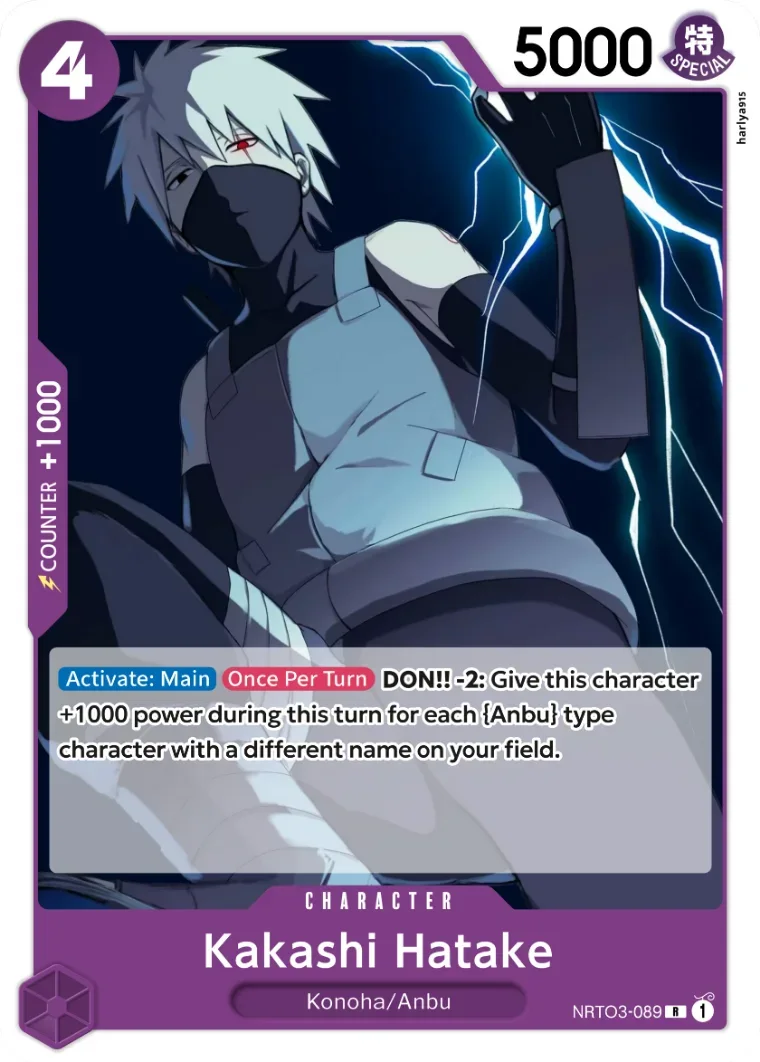 4
5000
特
SPECIAL
harlya915
COUNTER +1000
Activate: Main Once Per Turn DON!! -2: Give this character
+1000 power during this turn for each {Anbu} type
character with a different name on your field.
CHARACTER
Kakashi Hatake
Konoha/Anbu
NRTO3-089 R 1